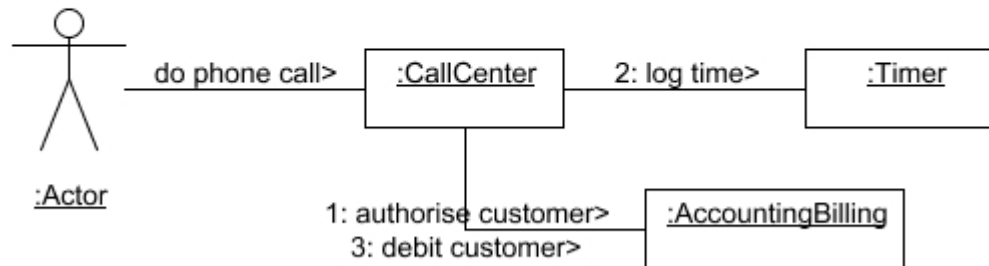 do phone call>
:CallCenter
2: log time>
:Timer
:Actor
1: authorise customer>
:AccountingBilling
3: debit customer>